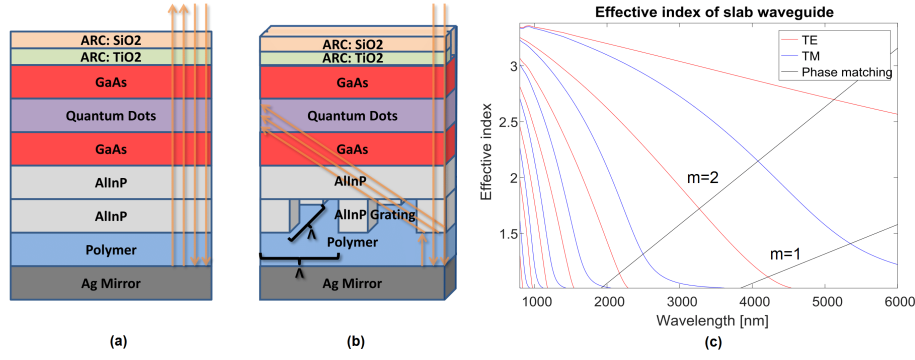 ARC: SiO2
ARC: TiO2
GaAs
Quantum Dots
GaAs
AlInP
AlInP
Polymer
Ag Mirror
(a)
ARC: SiO2
ARC: TiO2
GaAs
Quantum Dots
GaAs
AlInP
AlInP Grating
Λ
Polymer
Λ
Ag Mirror
(b)
Effective index of slab waveguide
TE
TM
Phase matching
m=2
m=1
Effective index
3
2.5
2
1.5
1000
2000
3000
4000
5000
6000
Wavelength [nm]
(c)